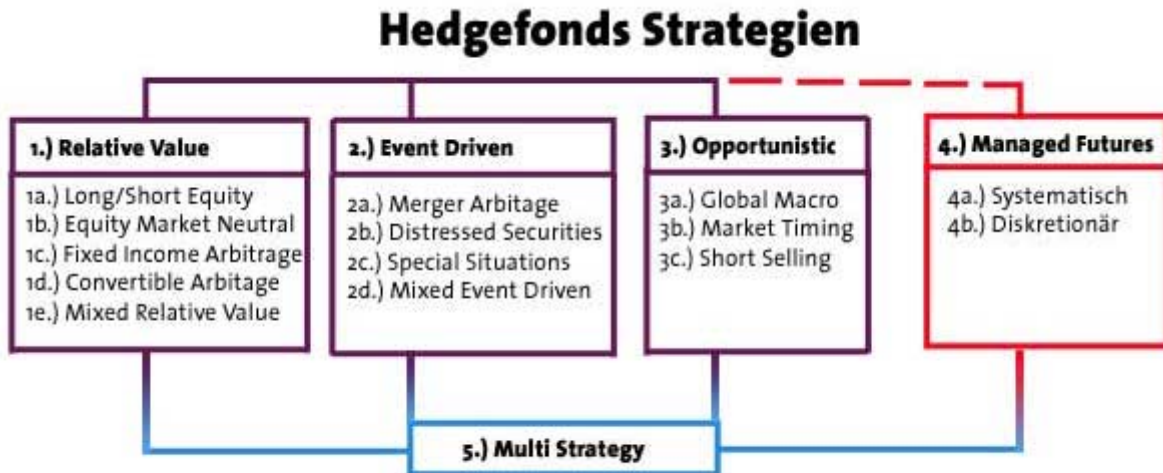 Hedgefonds Strategien
1.) Relative Value
1a.) Long/Short Equity
1b.) Equity Market Neutral
1c.) Fixed Income Arbitrage
1d.) Convertible Arbitage
1e.) Mixed Relative Value
2.) Event Driven
2a.) Merger Arbitage
2b.) Distressed Securities
2c.) Special Situations
2d.) Mixed Event Driven
3.) Opportunistic
3a.) Global Macro
3b.) Market Timing
3c.) Short Selling
4.) Managed Futures
4a.) Systematisch
4b.) Diskretionär
5.) Multi Strategy